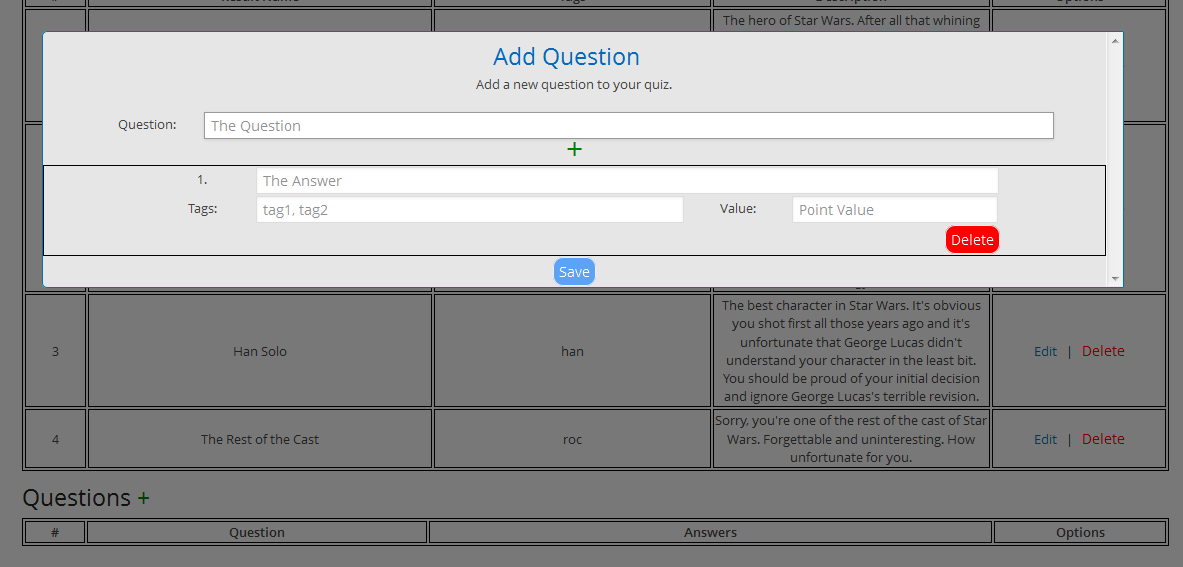 The hero of Star Wars. After all that whining
Add Question
Add a new question to your quiz.
Question:
The Question
+
1.
The Answer
Tags:
tag1, tag2
Value:
Point Value
Delete
Save
3
Han Solo
han
The best character in Star Wars. It's obvious
you shot first all those years ago and it's
unfortunate that George Lucas didn't
understand your character in the least bit.
You should be proud of your initial decision
and ignore George Lucas's terrible revision.
Edit | Delete
4
The Rest of the Cast
roc
Sorry, you're one of the rest of the cast of Star
Wars. Forgettable and uninteresting. How
unfortunate for you.
Edit | Delete
Questions +
# Question Answers Options